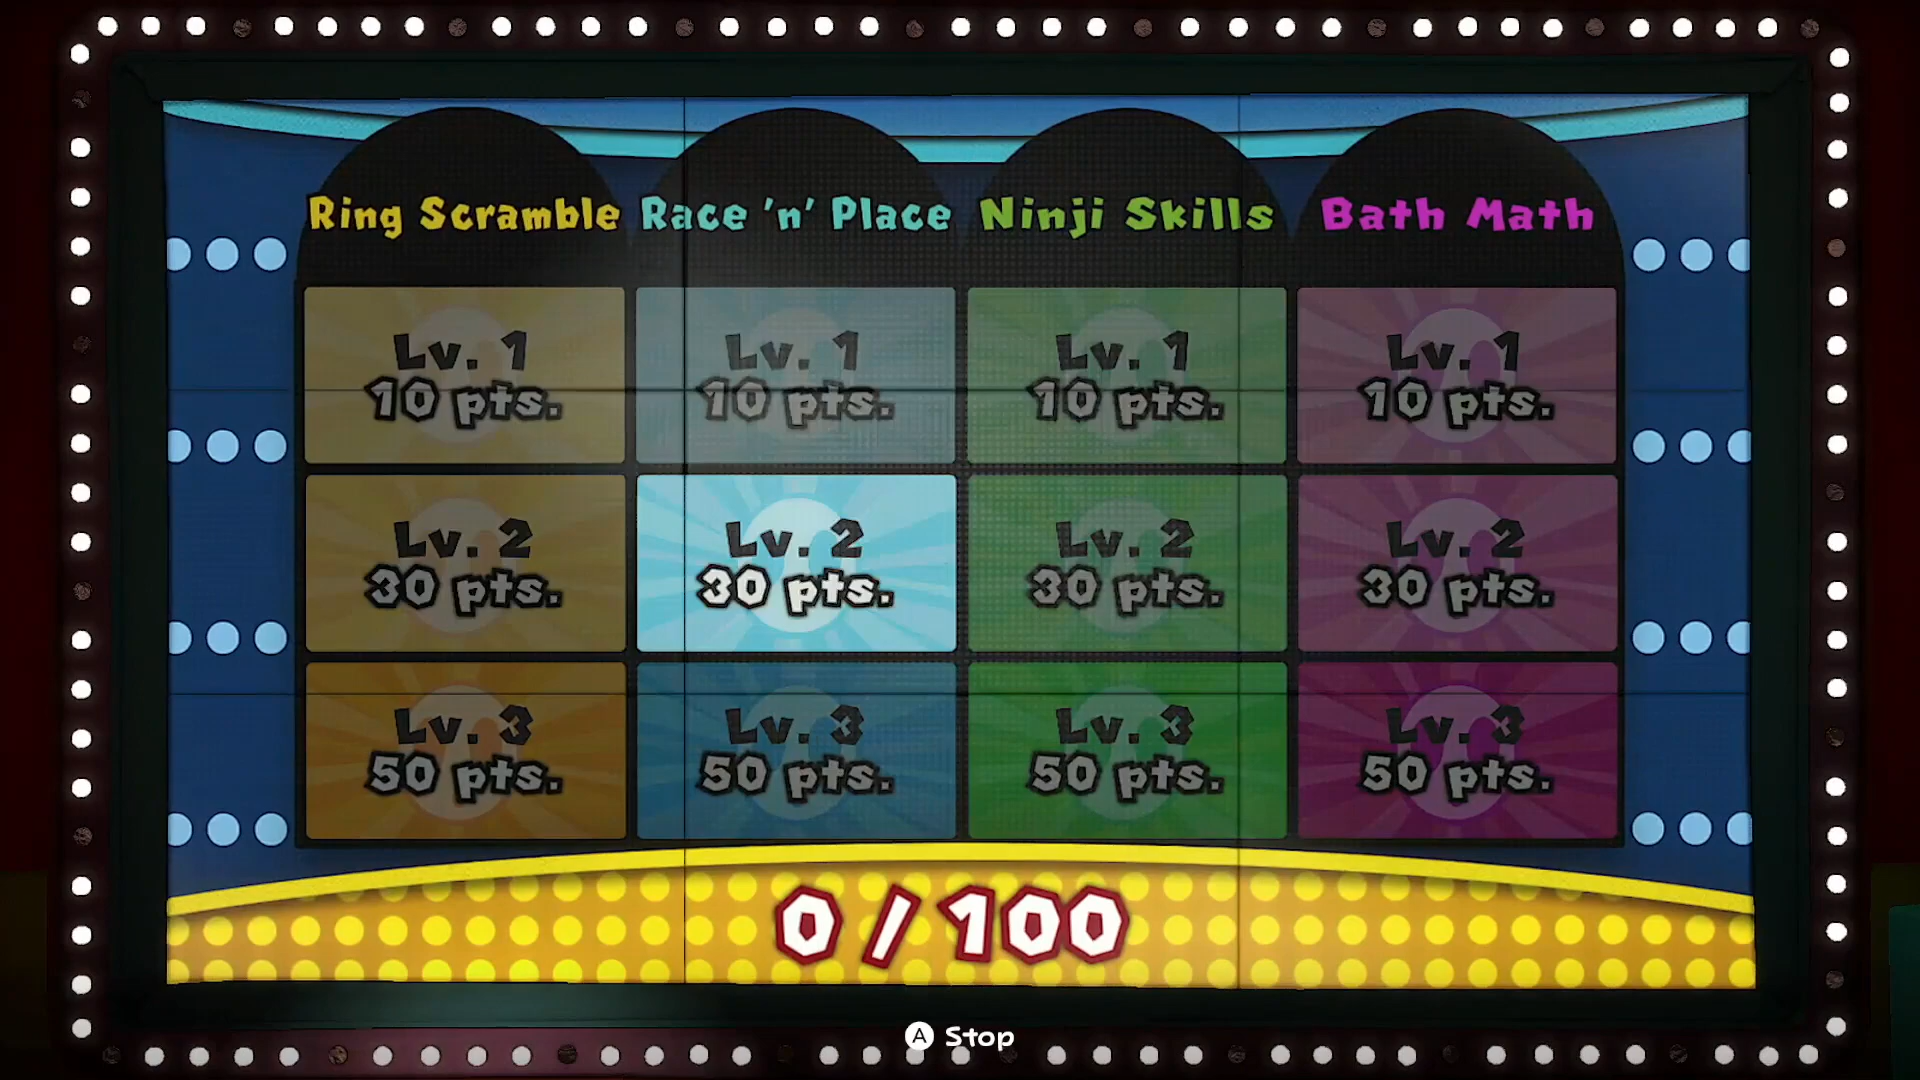 Ring Scramble Race 'n' Place Ninji Skills Bath Math
Lv. 1 Lv. 1 Lv. 1 Lv. 1
10 pts. 10 pts. 10 pts. 10 pts.
Lv. 2 Lv. 2 Lv. 2 Lv. 2
30 pts. 30 pts. 30 pts. 30 pts.
Lv. 3 Lv. 3 Lv. 3 Lv. 3
50 pts. 50 pts. 50 pts. 50 pts.
0 / 100
A Stop